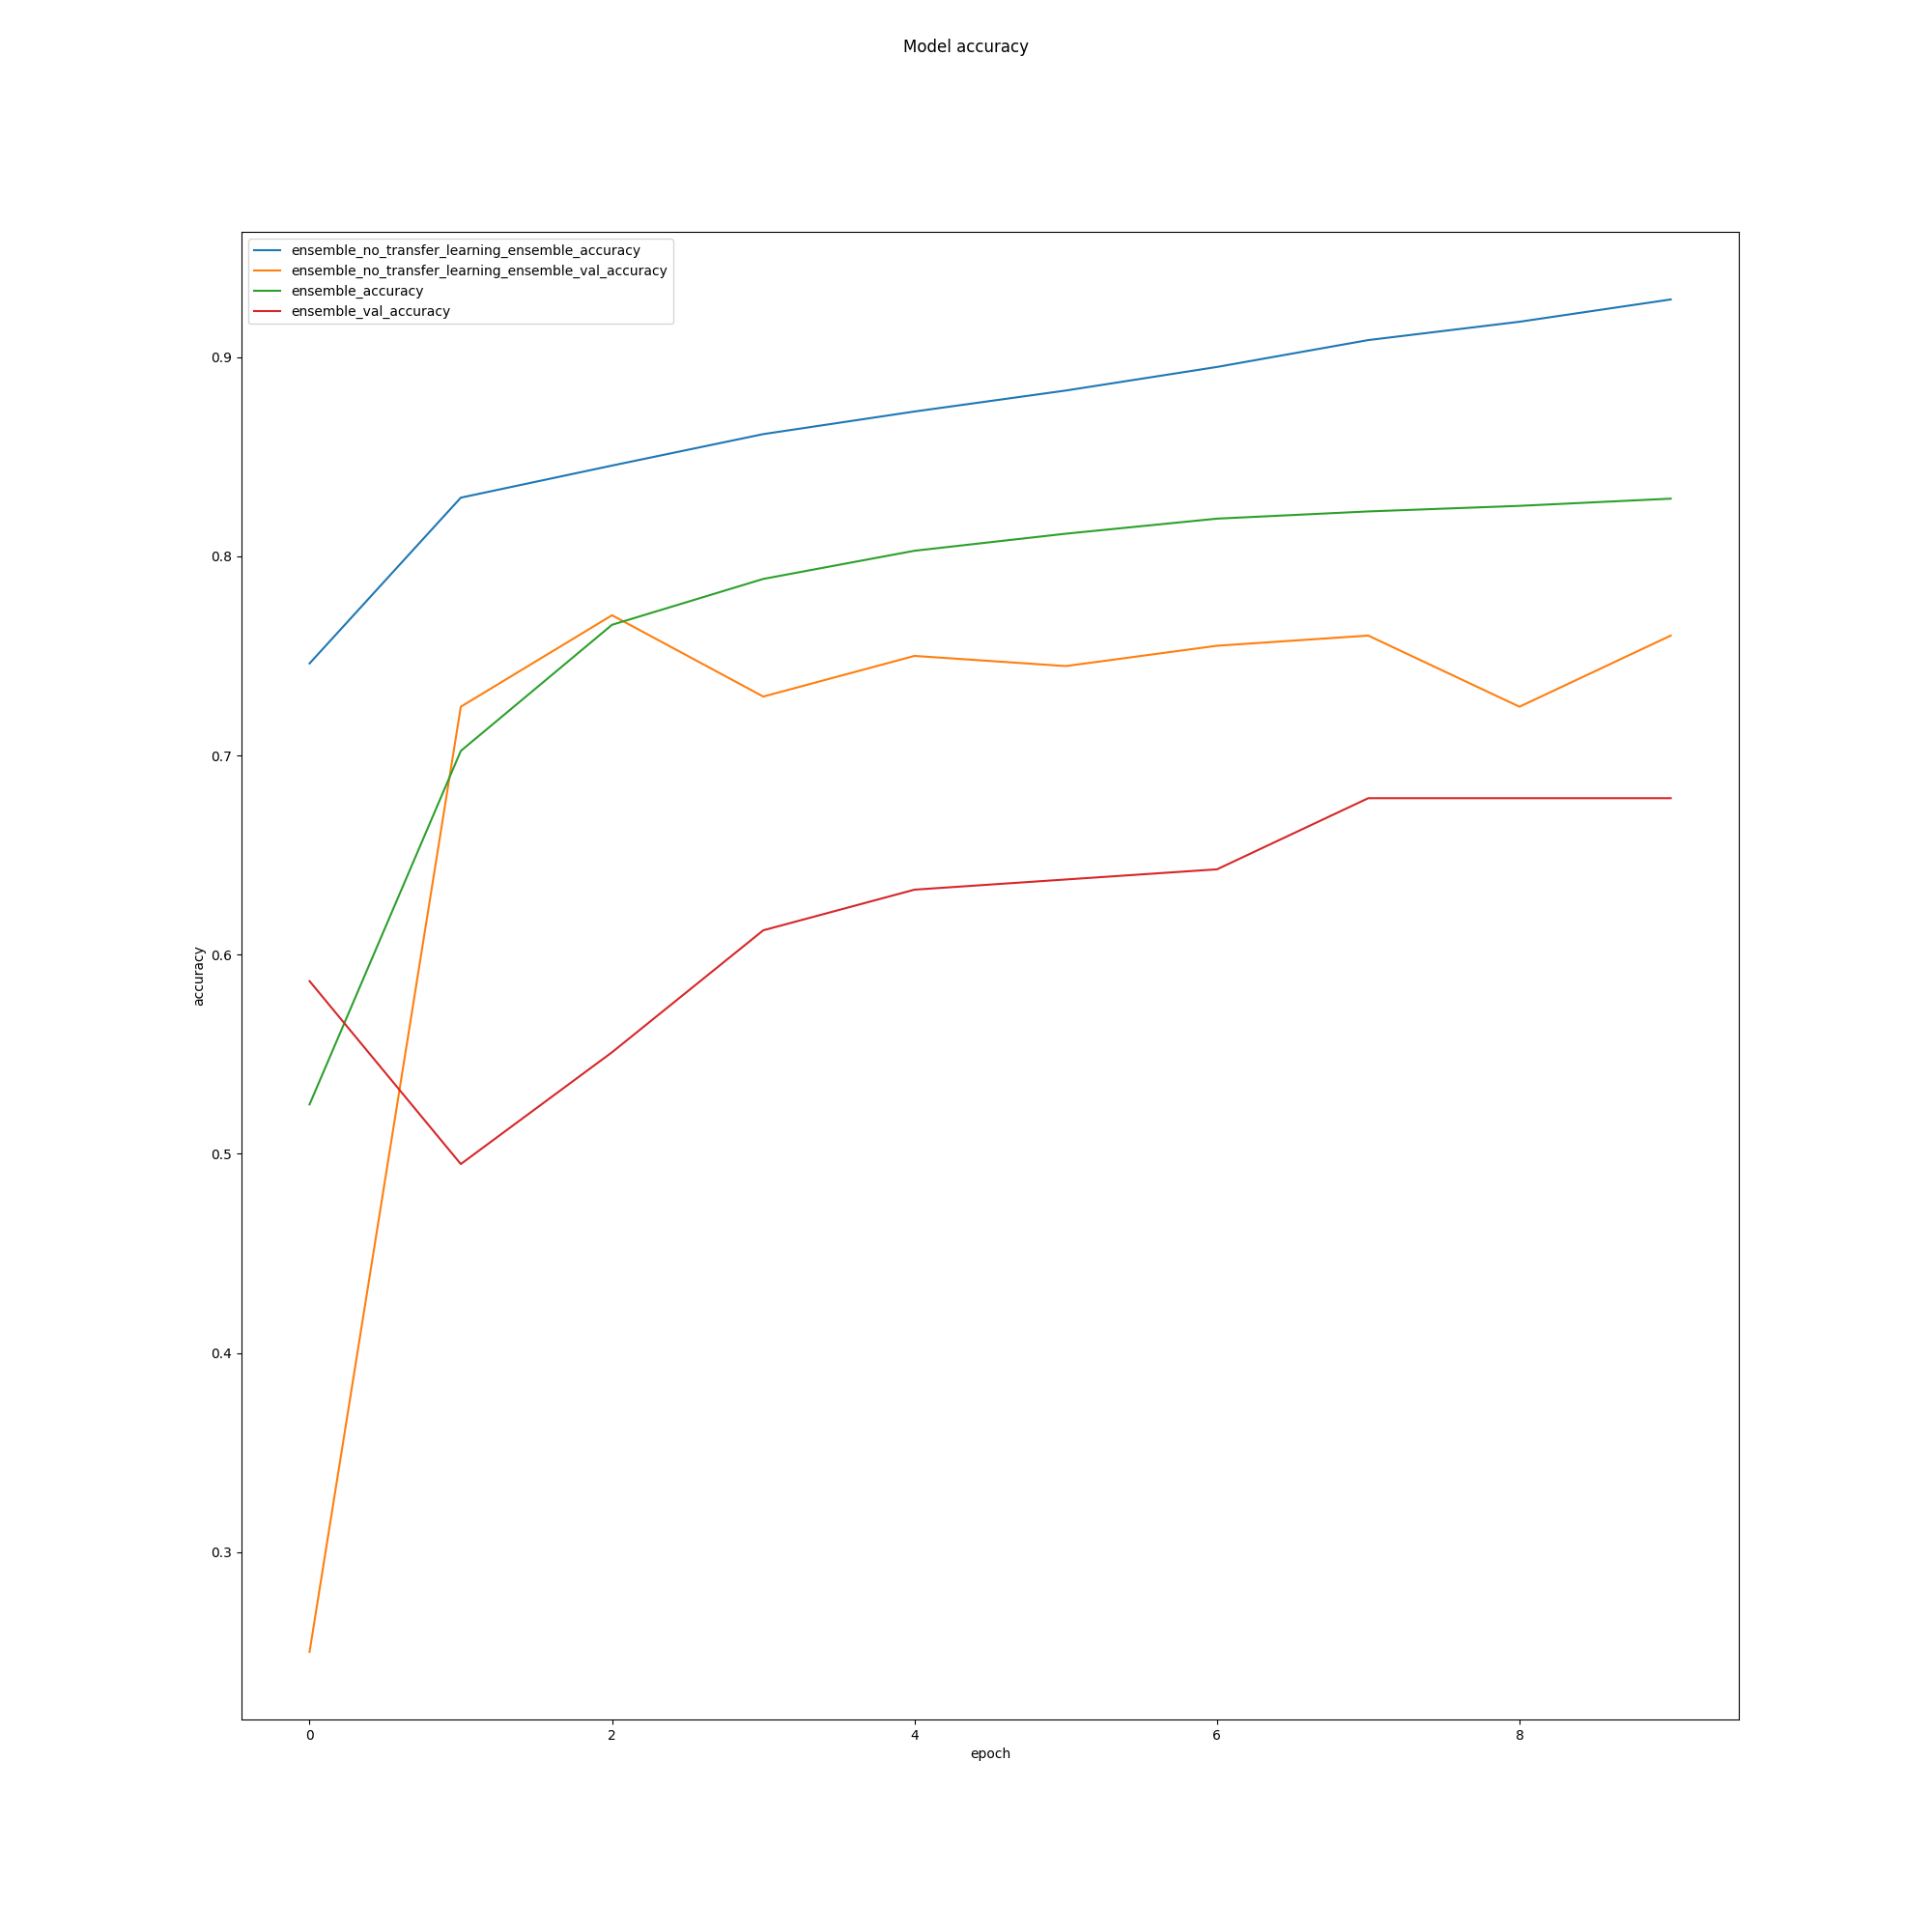 Model accuracy
ensemble_no_transfer_learning_ensemble_accuracy
ensemble_no_transfer_learning_ensemble_val_accuracy
ensemble_accuracy
ensemble_val_accuracy
0.9
0.8
0.7
0.6
0.5
0.4
0.3
accuracy
0 2 4 6 8
epoch